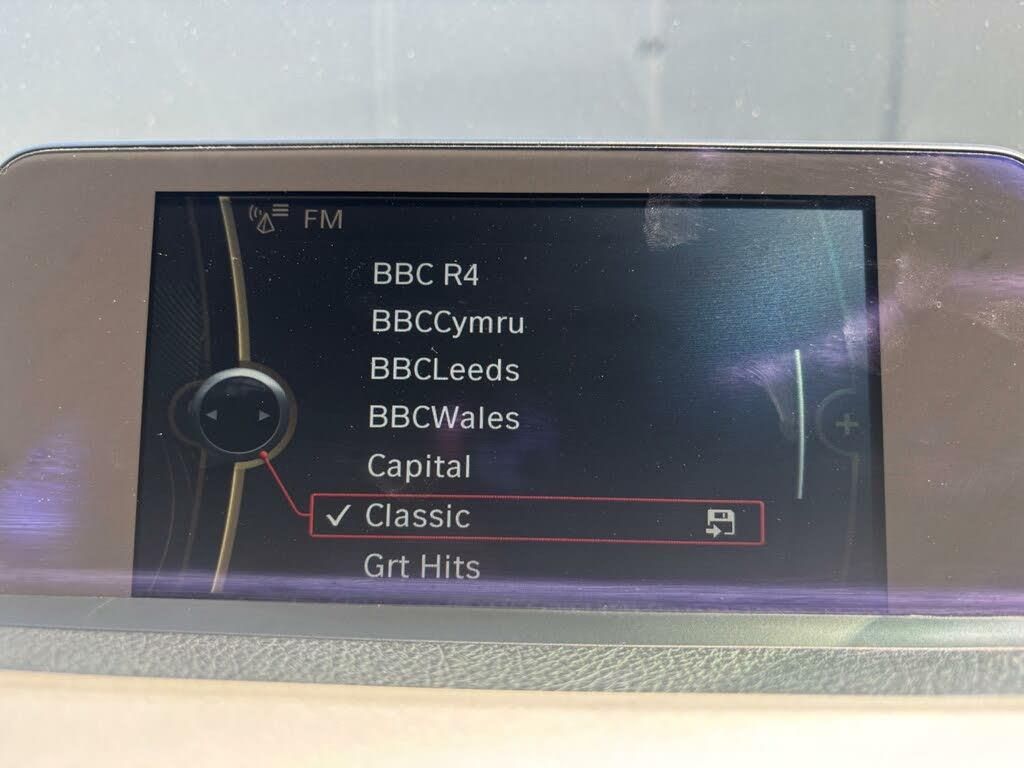 FM
BBC R4
BBCCymru
BBCLeeds
BBCWales
Capital
Classic
Grt Hits